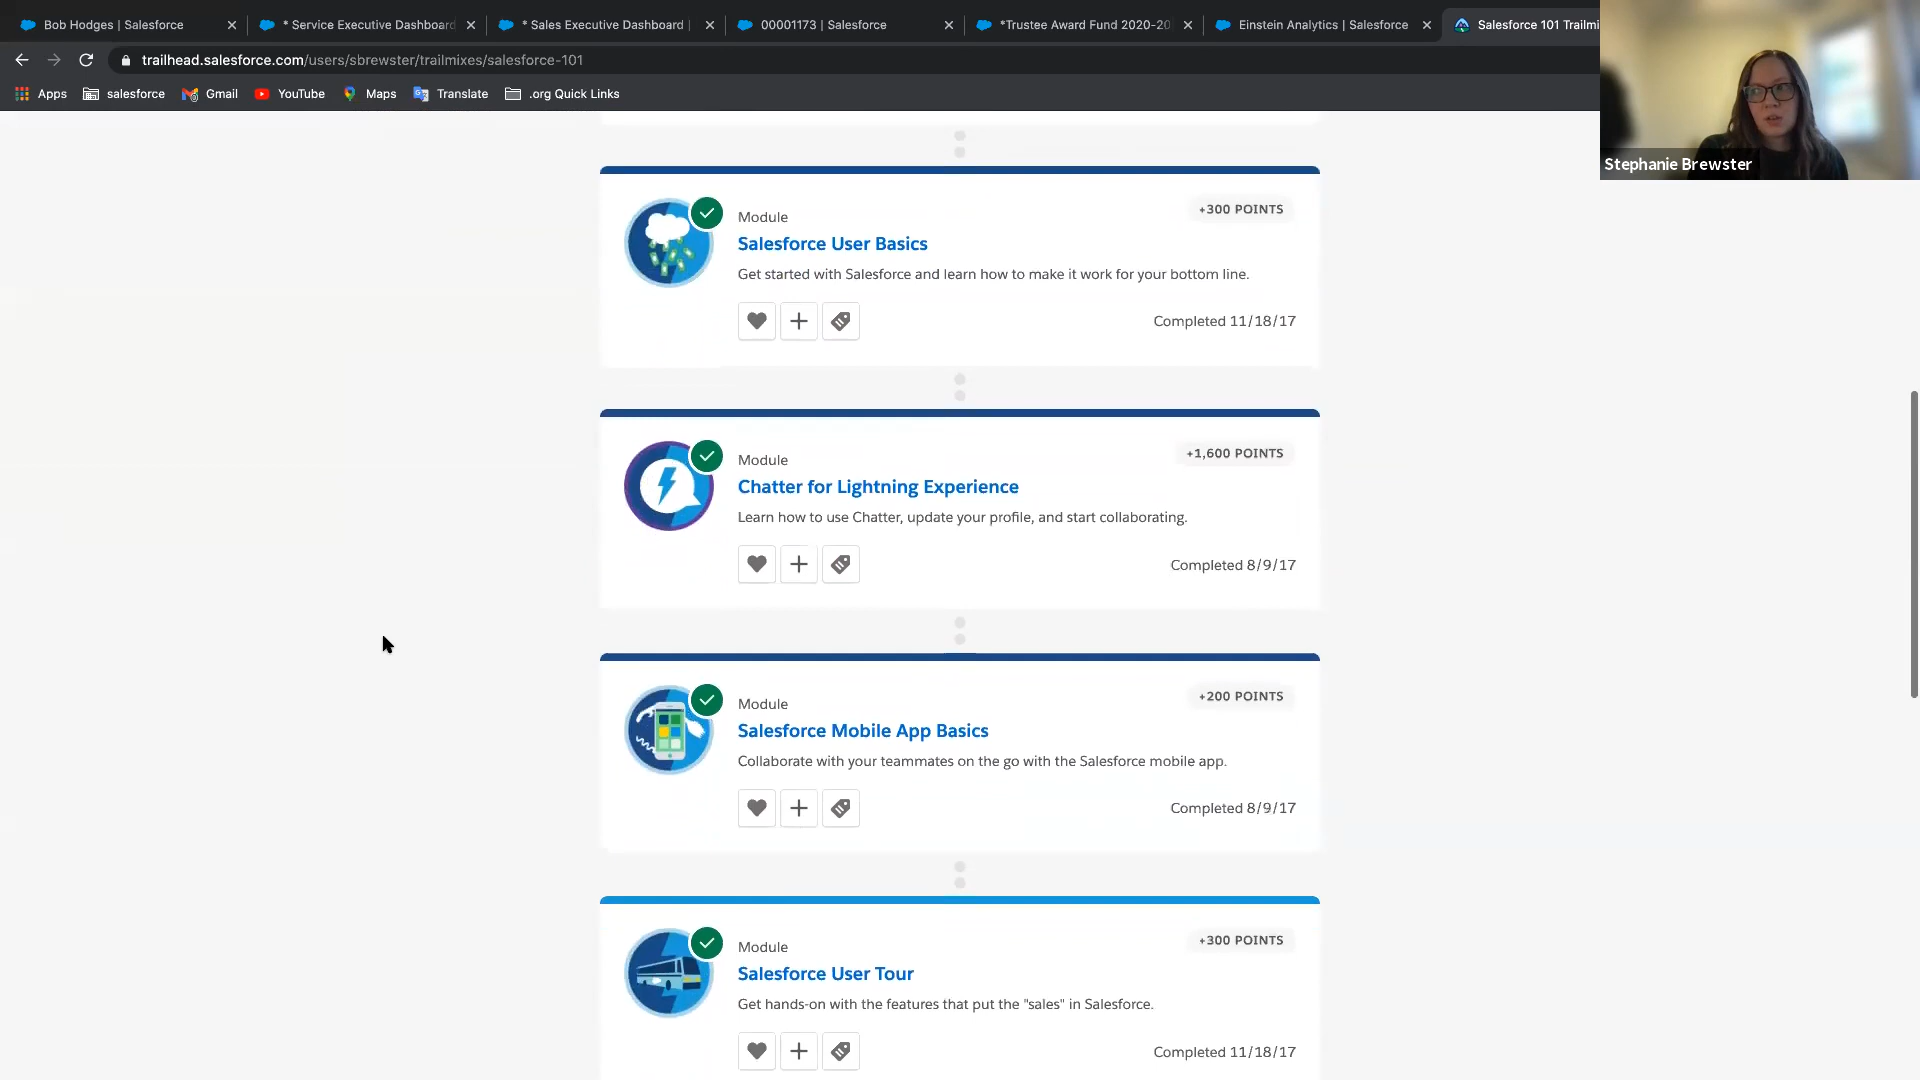 Bob Hodges | Salesforce
* Service Executive Dashboard
* Sales Executive Dashboard |
00001173 | Salesforce
*Trustee Award Fund 2020-20
Einstein Analytics | Salesforce
Salesforce 101 Trailmi
trailhead.salesforce.com/users/sbrewster/trailmixes/salesforce-101
Apps
salesforce
Gmail
YouTube
Maps
Translate
.org Quick Links
Stephanie Brewster
Module
+300 POINTS
Salesforce User Basics
Get started with Salesforce and learn how to make it work for your bottom line.
Completed 11/18/17
Module
+1,600 POINTS
Chatter for Lightning Experience
Learn how to use Chatter, update your profile, and start collaborating.
Completed 8/9/17
Module
+200 POINTS
Salesforce Mobile App Basics
Collaborate with your teammates on the go with the Salesforce mobile app.
Completed 8/9/17
Module
+300 POINTS
Salesforce User Tour
Get hands-on with the features that put the "sales" in Salesforce.
Completed 11/18/17